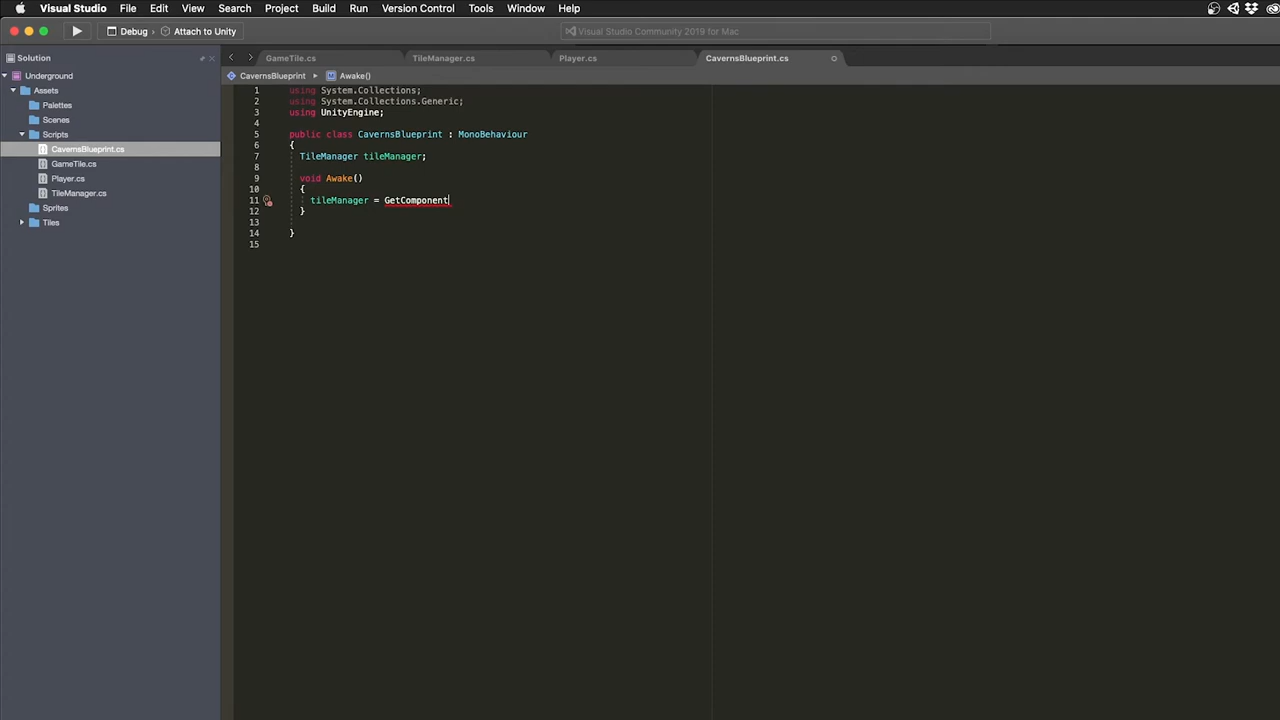 Visual Studio File Edit View Search Project Build Run Version Control Tools Window Help
Debug Attach to Unity Visual Studio Community 2019 for Mac
Solution
GameTile.cs TileManager.cs Player.cs CavernsBlueprint.cs
CavernsBlueprint Awake()
Underground
Assets
Palettes
Scenes
Scripts
CavernsBlueprint.cs
GameTile.cs
Player.cs
TileManager.cs
Sprites
Tiles
1 using System.Collections;
2 using System.Collections.Generic;
3 using UnityEngine;
4
5 public class CavernsBlueprint : MonoBehaviour
6 {
7 TileManager tileManager;
8
9 void Awake()
10 {
11 tileManager = GetComponent
12 }
13
14 }
15